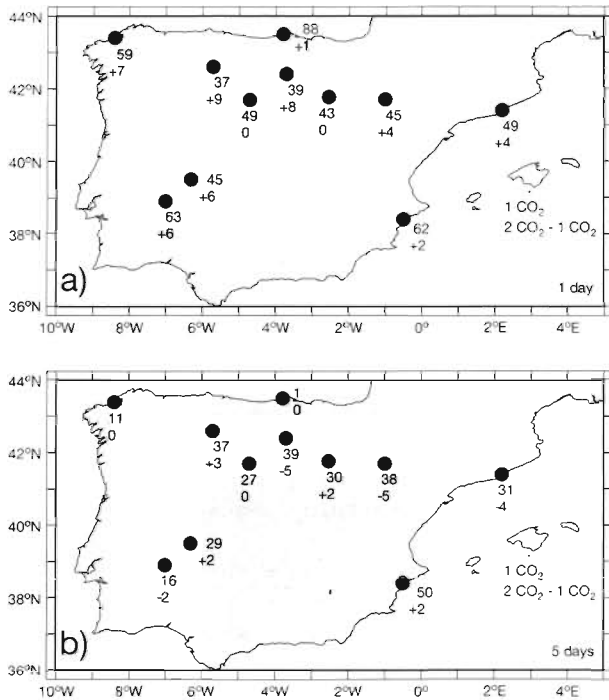 44°N
88
+1
59
+7
42°N
37
+9
39
+8
49
0
43
0
45
+4
49
+4
40°N
45
+6
63
+6
38°N
62
+2
1 CO₂
2 CO₂ - 1 CO₂
a)
1 day
36°N
10°W 8°W 6°W 4°W 2°W 0° 2°E 4°E
44°N
1
0
11
0
42°N
37
+3
39
-5
27
0
30
+2
38
-5
31
-4
40°N
29
+2
16
-2
38°N
50
+2
1 CO₂
2 CO₂ - 1 CO₂
b)
5 days
36°N
10°W 8°W 6°W 4°W 2°W 0° 2°E 4°E